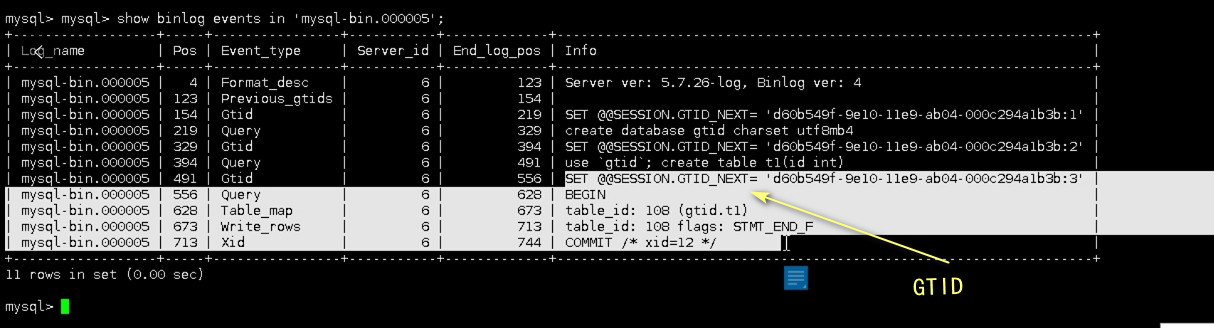 mysql> mysql> show binlog events in 'mysql-bin.000005';
+------------------+-----+----------------+-----------+-------------+-------------------------------------------------------------------+
| Log_name         | Pos | Event_type     | Server_id | End_log_pos | Info                                                              |
+------------------+-----+----------------+-----------+-------------+-------------------------------------------------------------------+
| mysql-bin.000005 |   4 | Format_desc    |         6 |         123 | Server ver: 5.7.26-log, Binlog ver: 4                             |
| mysql-bin.000005 | 123 | Previous_gtids |         6 |         154 |                                                                   |
| mysql-bin.000005 | 154 | Gtid           |         6 |         219 | SET @@SESSION.GTID_NEXT= 'd60b549f-9e10-11e9-ab04-000c294a1b3b:1' |
| mysql-bin.000005 | 219 | Query          |         6 |         329 | create database gtid charset utf8mb4                              |
| mysql-bin.000005 | 329 | Gtid           |         6 |         394 | SET @@SESSION.GTID_NEXT= 'd60b549f-9e10-11e9-ab04-000c294a1b3b:2' |
| mysql-bin.000005 | 394 | Query          |         6 |         491 | use `gtid`; create table t1(id int)                               |
| mysql-bin.000005 | 491 | Gtid           |         6 |         556 | SET @@SESSION.GTID_NEXT= 'd60b549f-9e10-11e9-ab04-000c294a1b3b:3' |
| mysql-bin.000005 | 556 | Query          |         6 |         628 | BEGIN                                                             |
| mysql-bin.000005 | 628 | Table_map      |         6 |         673 | table_id: 108 (gtid.t1)                                           |
| mysql-bin.000005 | 673 | Write_rows     |         6 |         713 | table_id: 108 flags: STMT_END_F                                   |
| mysql-bin.000005 | 713 | Xid            |         6 |         744 | COMMIT /* xid=12 */                                               |
+------------------+-----+----------------+-----------+-------------+-------------------------------------------------------------------+
11 rows in set (0.00 sec)
GTID
mysql>